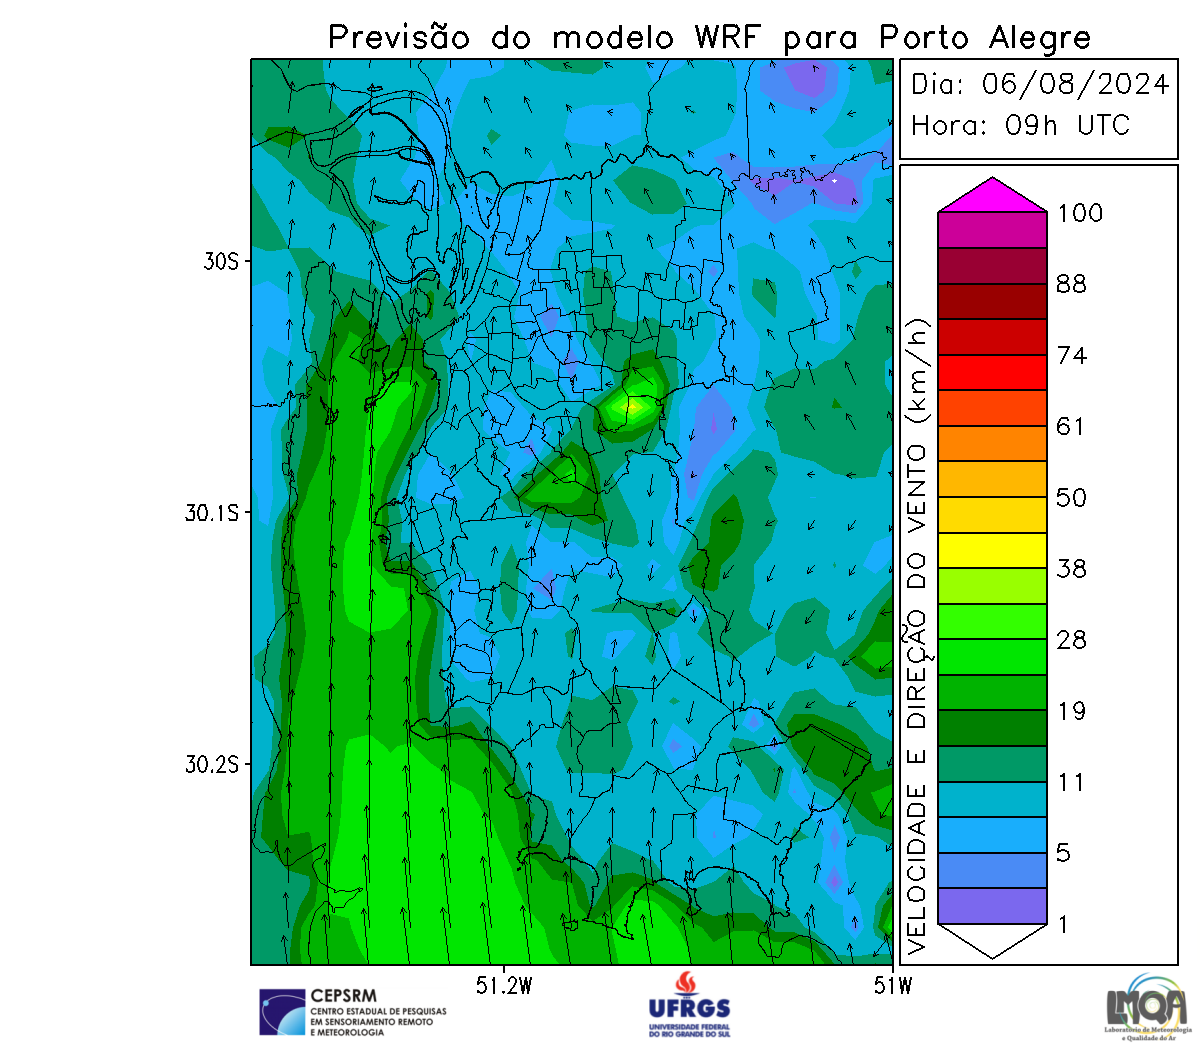 Previsão do modelo WRF para Porto Alegre
Dia: 06/08/2024
Hora: 09h UTC
30S
30.1S
30.2S
51.2W
51W
VELOCIDADE E DIREÇÃO DO VENTO (km/h)
100
88
74
61
50
38
28
19
11
5
1
CEPSRM
CENTRO ESTADUAL DE PESQUISAS
EM SENSORIAMENTO REMOTO
E METEOROLOGIA
UFRGS
UNIVERSIDADE FEDERAL
DO RIO GRANDE DO SUL
LMQA
Laboratório de Meteorologia
e Qualidade do Ar